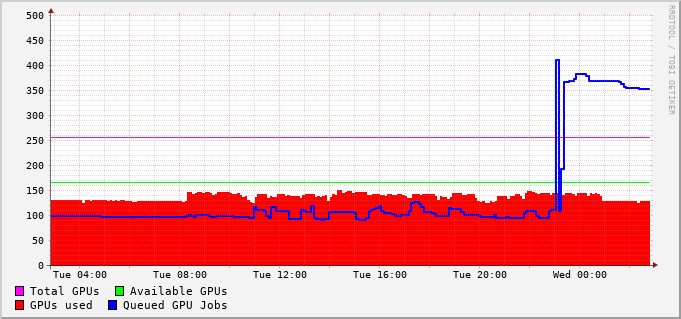 500
450
400
350
300
250
200
150
100
50
0
Tue 04:00 Tue 08:00 Tue 12:00 Tue 16:00 Tue 20:00 Wed 00:00
Total GPUs Available GPUs
GPUs used Queued GPU Jobs
RRDTOOL / TOBI OETIKER